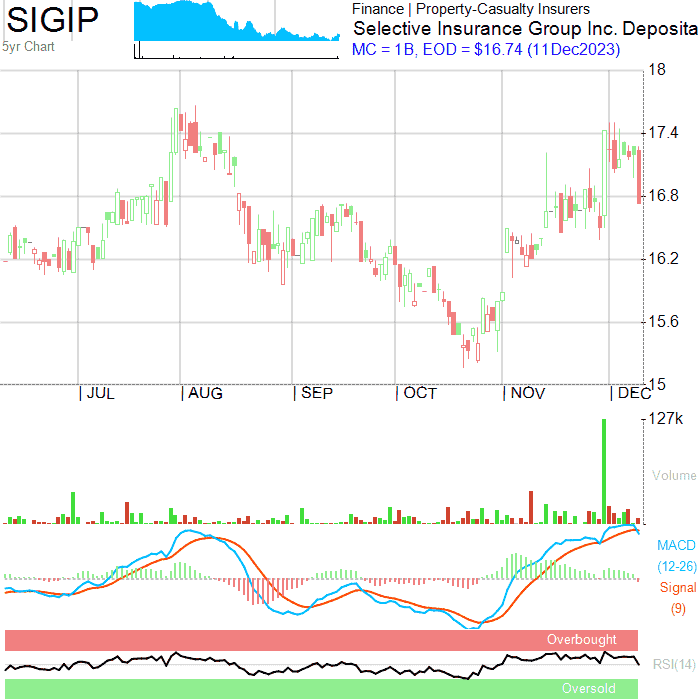 SIGIP
5yr Chart
Finance | Property-Casualty Insurers
Selective Insurance Group Inc. Deposita
MC = 1B, EOD = $16.74 (11Dec2023)
18
17.4
16.8
16.2
15.6
15
JUL AUG SEP OCT NOV DEC
127k
Volume
MACD
(12-26)
Signal
(9)
Overbought
RSI(14)
Oversold